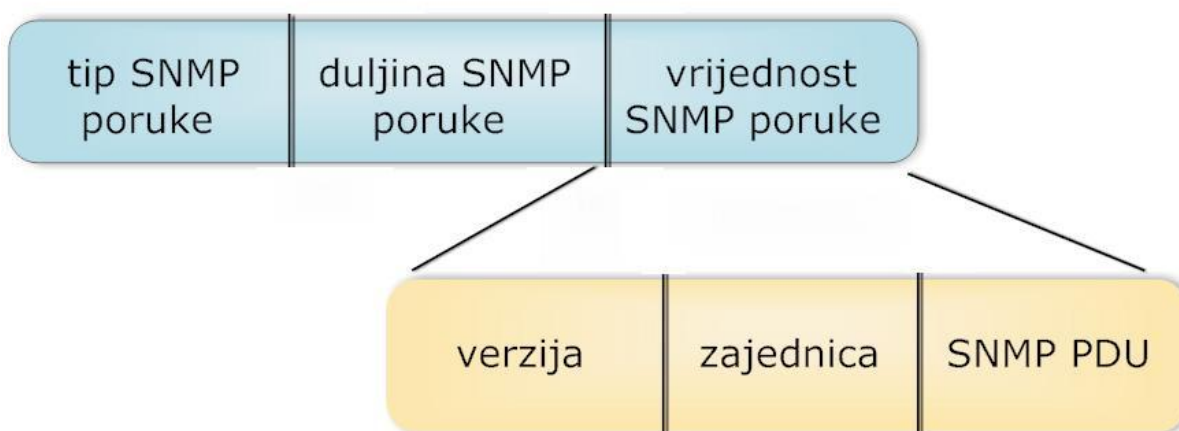 tip SNMP
poruke
duljina SNMP
poruke
vrijednost
SNMP poruke
verzija
zajednica
SNMP PDU